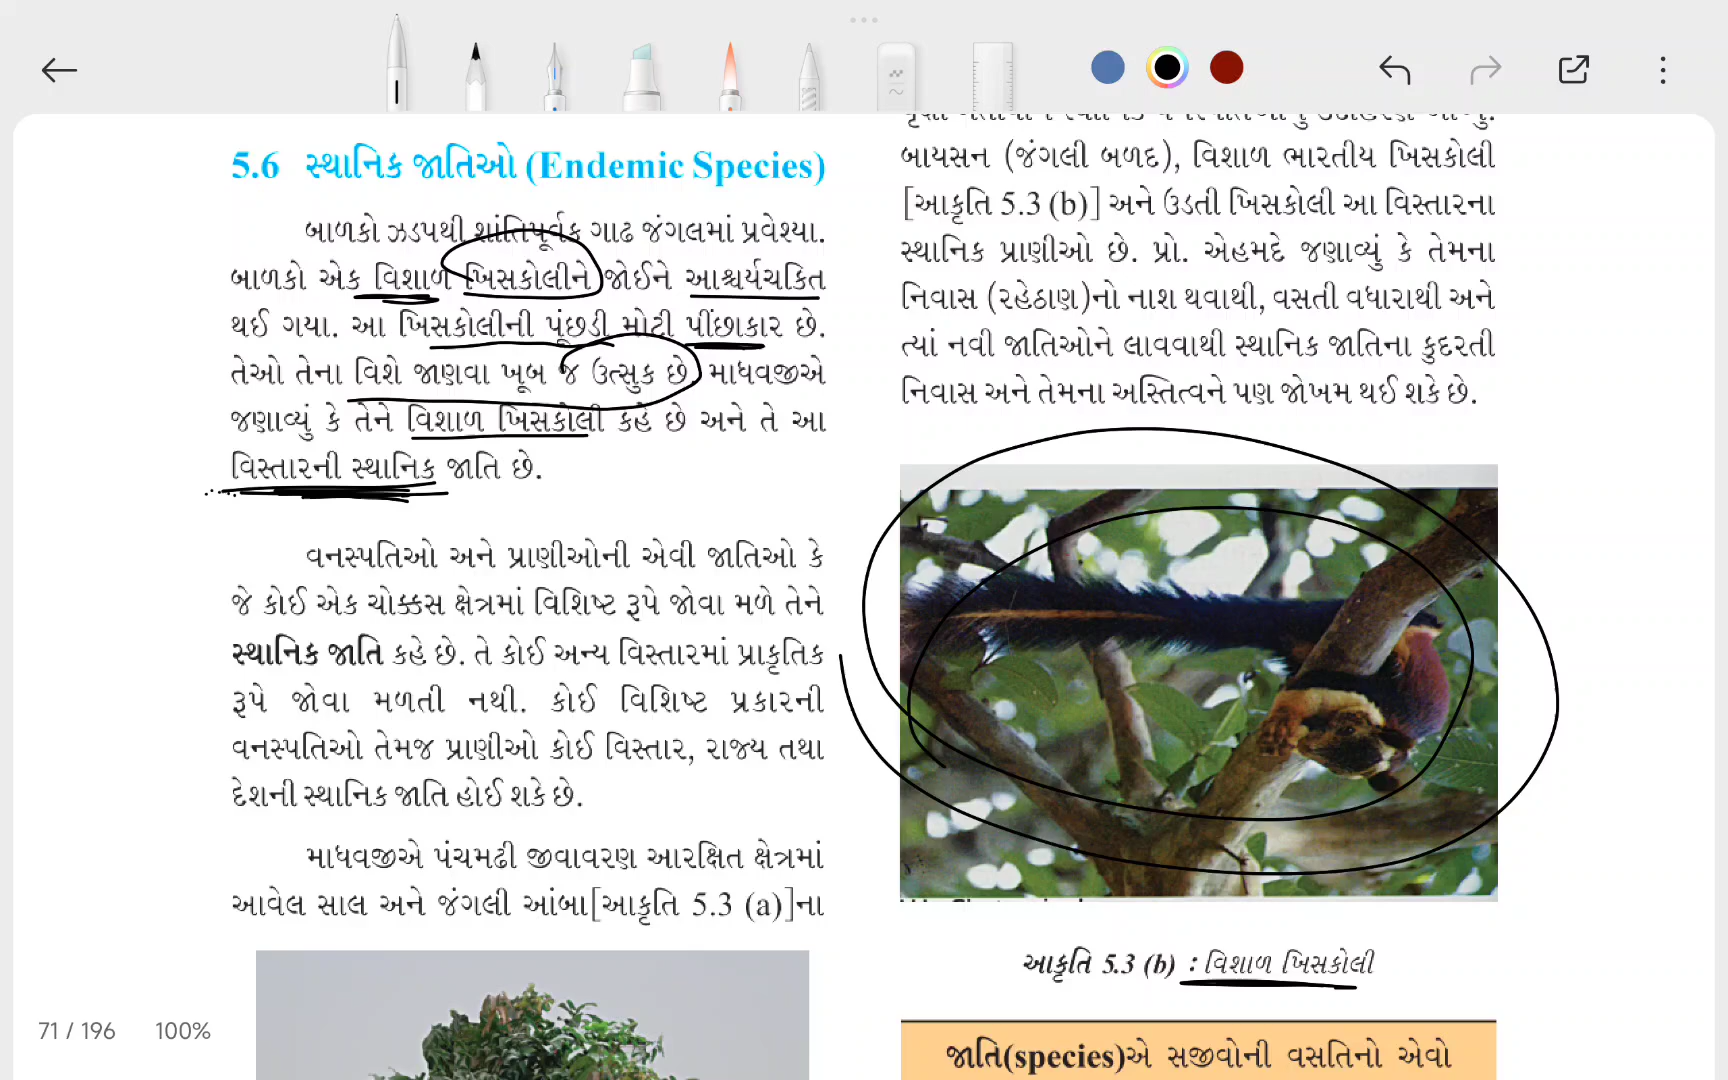 5.6 સ્થાનિક જાતિઓ (Endemic Species)
બાળકો ઝડપથી શાંતિપૂર્વક ગાઢ જંગલમાં પ્રવેશ્યા.
બાળકો એક વિશાળ ખિસકોલીને જોઈને આશ્ચર્યચકિત
થઈ ગયા. આ ખિસકોલીની પૂંછડી મોટી પીંછાકાર છે.
તેઓ તેના વિશે જાણવા ખૂબ જ ઉત્સુક છે. માધવજીએ
જણાવ્યું કે તેને વિશાળ ખિસકોલી કહે છે અને તે આ
વિસ્તારની સ્થાનિક જાતિ છે.
વનસ્પતિઓ અને પ્રાણીઓની એવી જાતિઓ કે
જે કોઈ એક ચોક્કસ ક્ષેત્રમાં વિશિષ્ટ રૂપે જોવા મળે તેને
સ્થાનિક જાતિ કહે છે. તે કોઈ અન્ય વિસ્તારમાં પ્રાકૃતિક
રૂપે જોવા મળતી નથી. કોઈ વિશિષ્ટ પ્રકારની
વનસ્પતિઓ તેમજ પ્રાણીઓ કોઈ વિસ્તાર, રાજ્ય તથા
દેશની સ્થાનિક જાતિ હોઈ શકે છે.
માધવજીએ પંચમઢી જીવાવરણ આરક્ષિત ક્ષેત્રમાં
આવેલ સાલ અને જંગલી આંબા[આકૃતિ 5.3 (a)]ના
બાયસન (જંગલી બળદ), વિશાળ ભારતીય ખિસકોલી
[આકૃતિ 5.3 (b)] અને ઉડતી ખિસકોલી આ વિસ્તારના
સ્થાનિક પ્રાણીઓ છે. પ્રો. એહમદે જણાવ્યું કે તેમના
નિવાસ (રહેઠાણ)નો નાશ થવાથી, વસતી વધારાથી અને
ત્યાં નવી જાતિઓને લાવવાથી સ્થાનિક જાતિના કુદરતી
નિવાસ અને તેમના અસ્તિત્વને પણ જોખમ થઈ શકે છે.
આકૃતિ 5.3 (b) : વિશાળ ખિસકોલી
જાતિ(species)એ સજીવોની વસતિનો એવો
71 / 196 100%